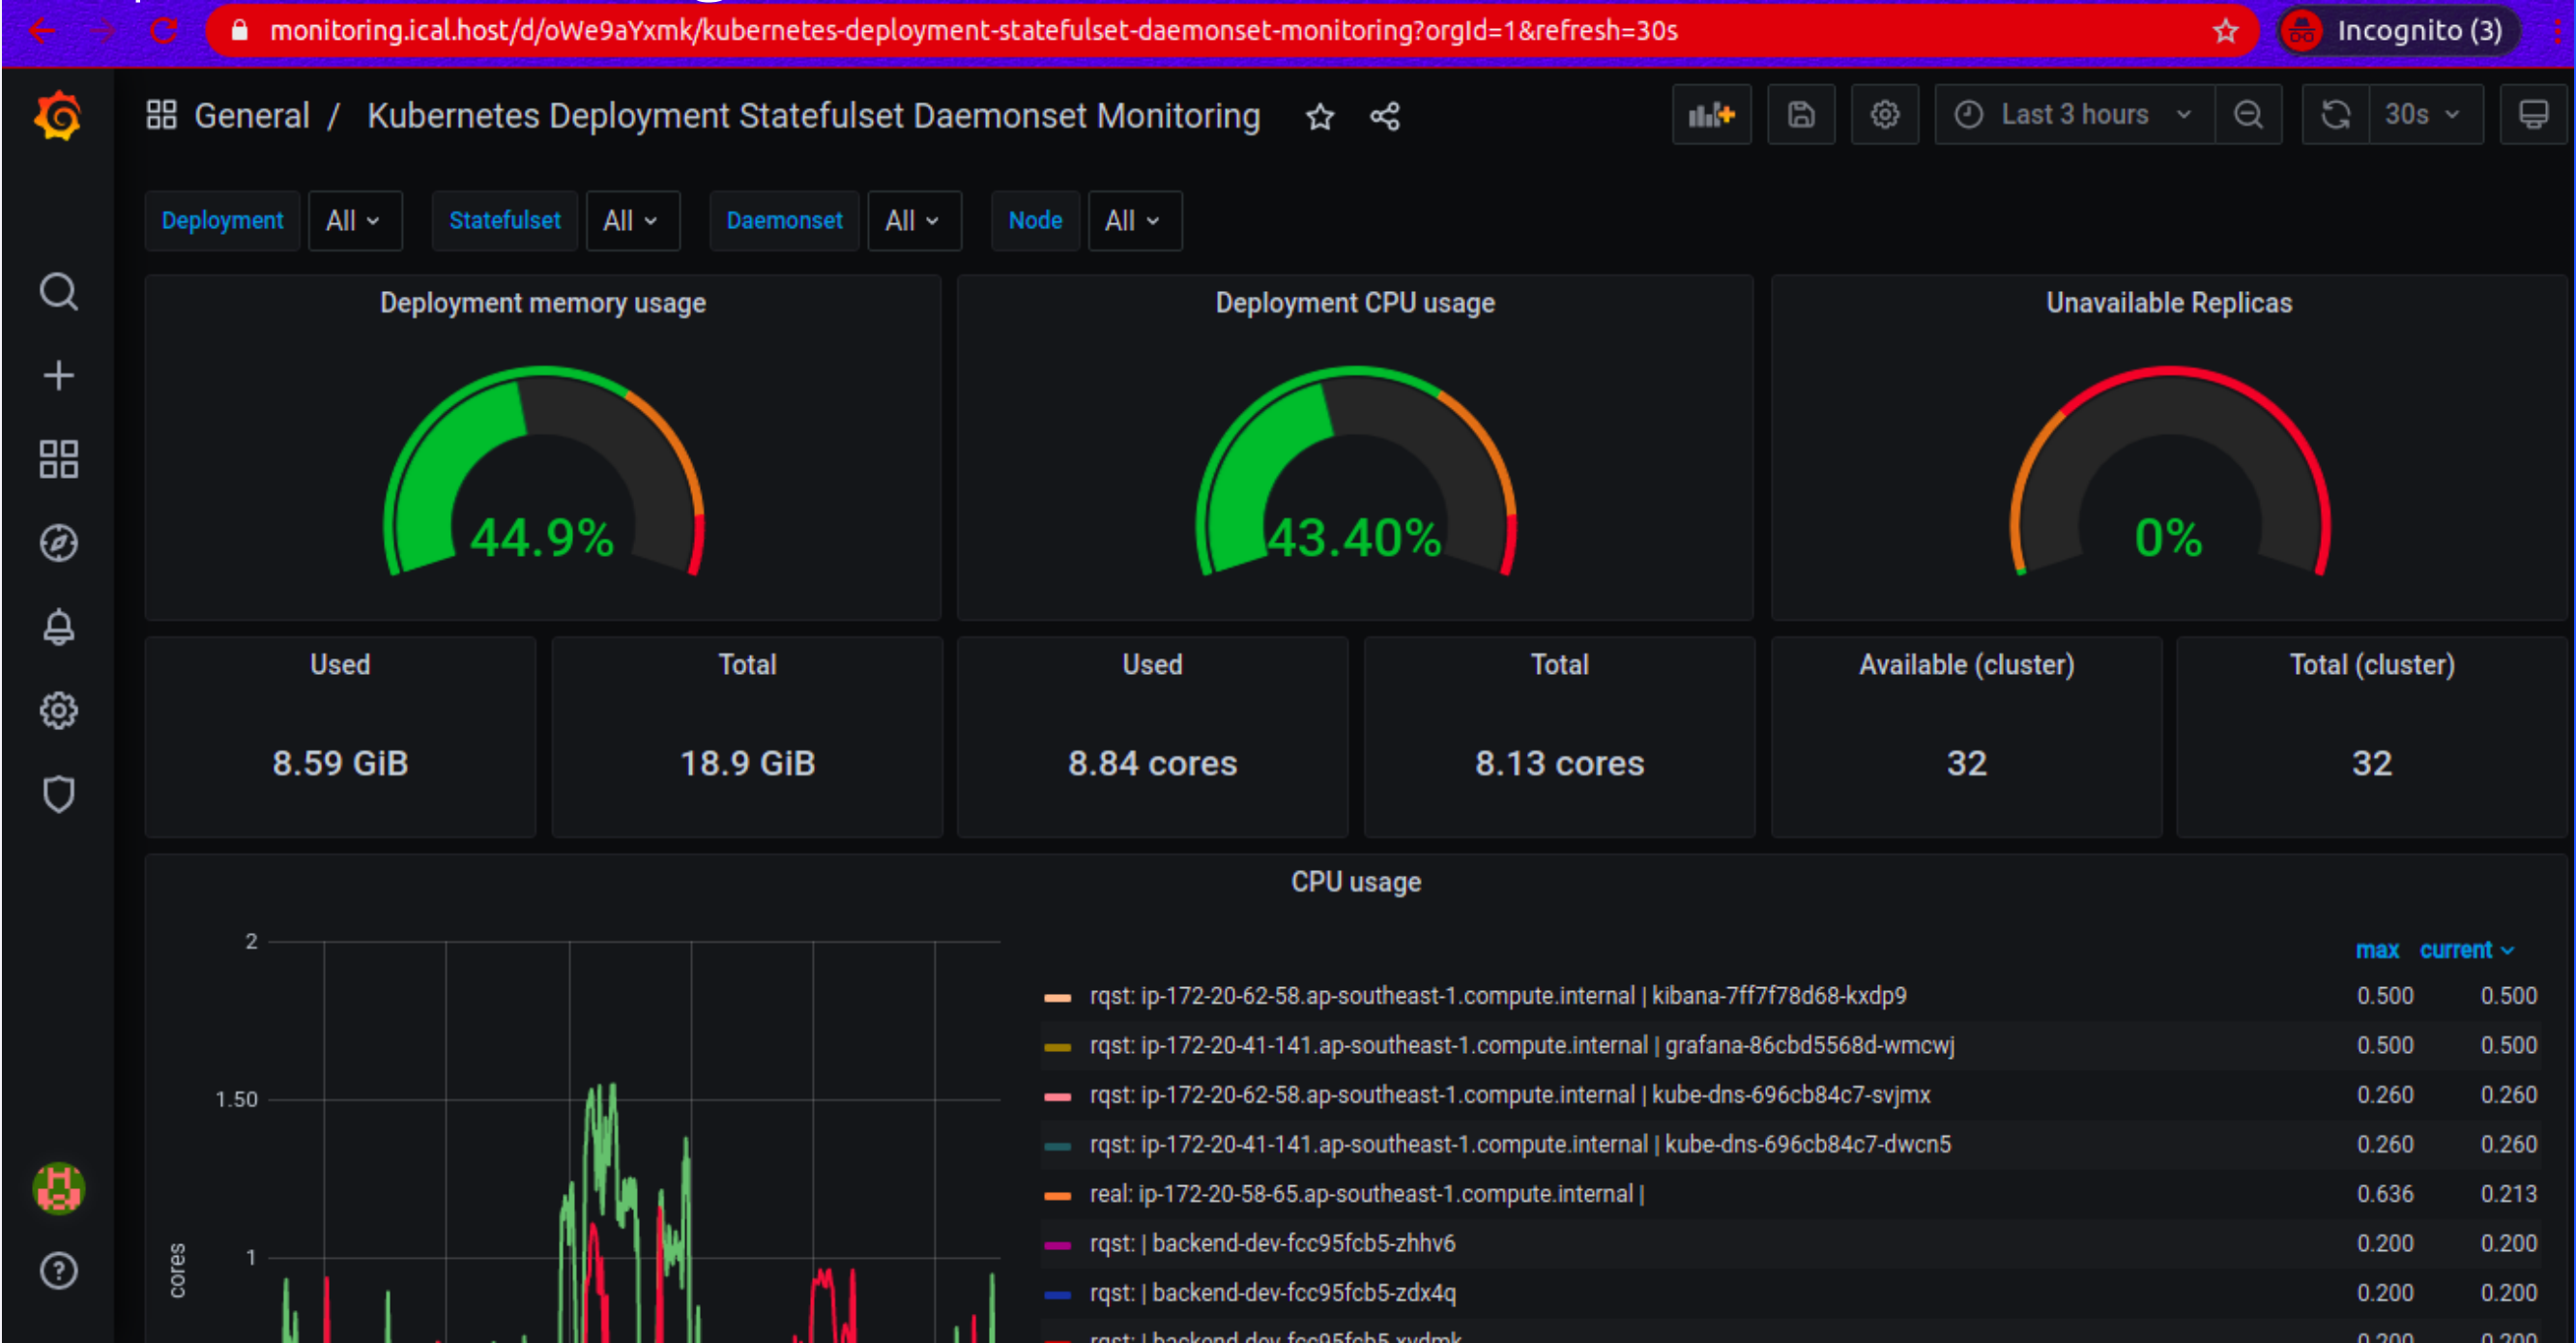 monitoring.ical.host/d/oWe9aYxmk/kubernetes-deployment-statefulset-daemonset-monitoring?orgId=1&refresh=30s
Incognito (3)
General / Kubernetes Deployment Statefulset Daemonset Monitoring
Last 3 hours
30s
Deployment All Statefulset All Daemonset All Node All
Deployment memory usage
44.9%
Deployment CPU usage
43.40%
Unavailable Replicas
0%
Used
8.59 GiB
Total
18.9 GiB
Used
8.84 cores
Total
8.13 cores
Available (cluster)
32
Total (cluster)
32
CPU usage
2
1.50
1
cores
max current
rqst: ip-172-20-62-58.ap-southeast-1.compute.internal | kibana-7ff7f78d68-kxdp9 0.500 0.500
rqst: ip-172-20-41-141.ap-southeast-1.compute.internal | grafana-86cbd5568d-wmcwj 0.500 0.500
rqst: ip-172-20-62-58.ap-southeast-1.compute.internal | kube-dns-696cb84c7-svjmx 0.260 0.260
rqst: ip-172-20-41-141.ap-southeast-1.compute.internal | kube-dns-696cb84c7-dwcn5 0.260 0.260
real: ip-172-20-58-65.ap-southeast-1.compute.internal | 0.636 0.213
rqst: | backend-dev-fcc95fcb5-zhhv6 0.200 0.200
rqst: | backend-dev-fcc95fcb5-zdx4q 0.200 0.200
rqst: | backend-dev-fcc95fcb5-xvdmk 0.200 0.200